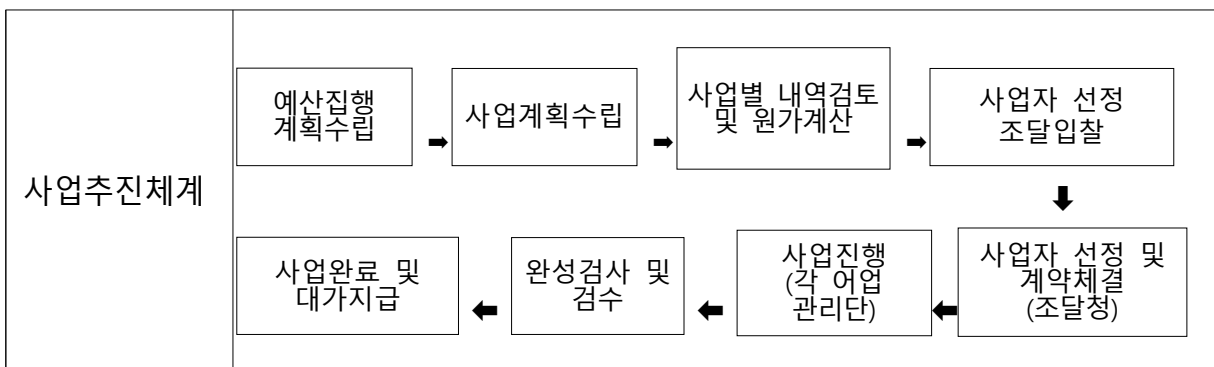 사업추진체계
예산집행
계획수립
사업계획수립
사업별 내역검토
및 원가계산
사업자 선정
조달입찰
사업자 선정 및
계약체결
(조달청)
사업진행
(각 어업
관리단)
완성검사 및
검수
사업완료 및
대가지급